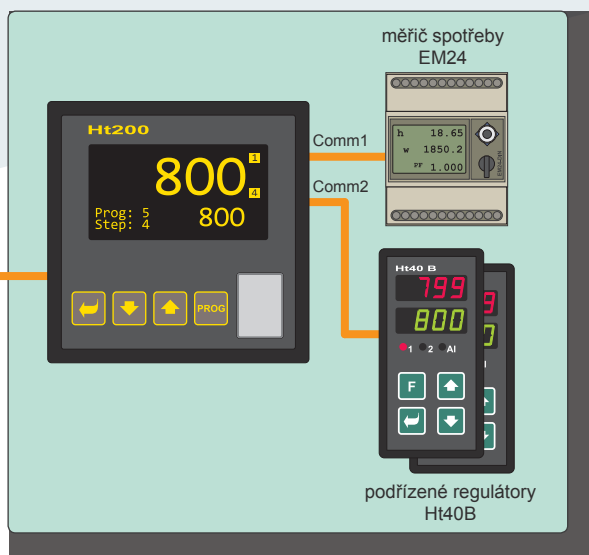 měřič spotřeby
EM24
h 18.65
w 1850.2
PF 1.000
Ht200
800
1
4
Prog: 5
Step: 4
800
PROG
Comm1
Comm2
Ht40 B
799
800
1 2 AI
F
podřízené regulátory
Ht40B